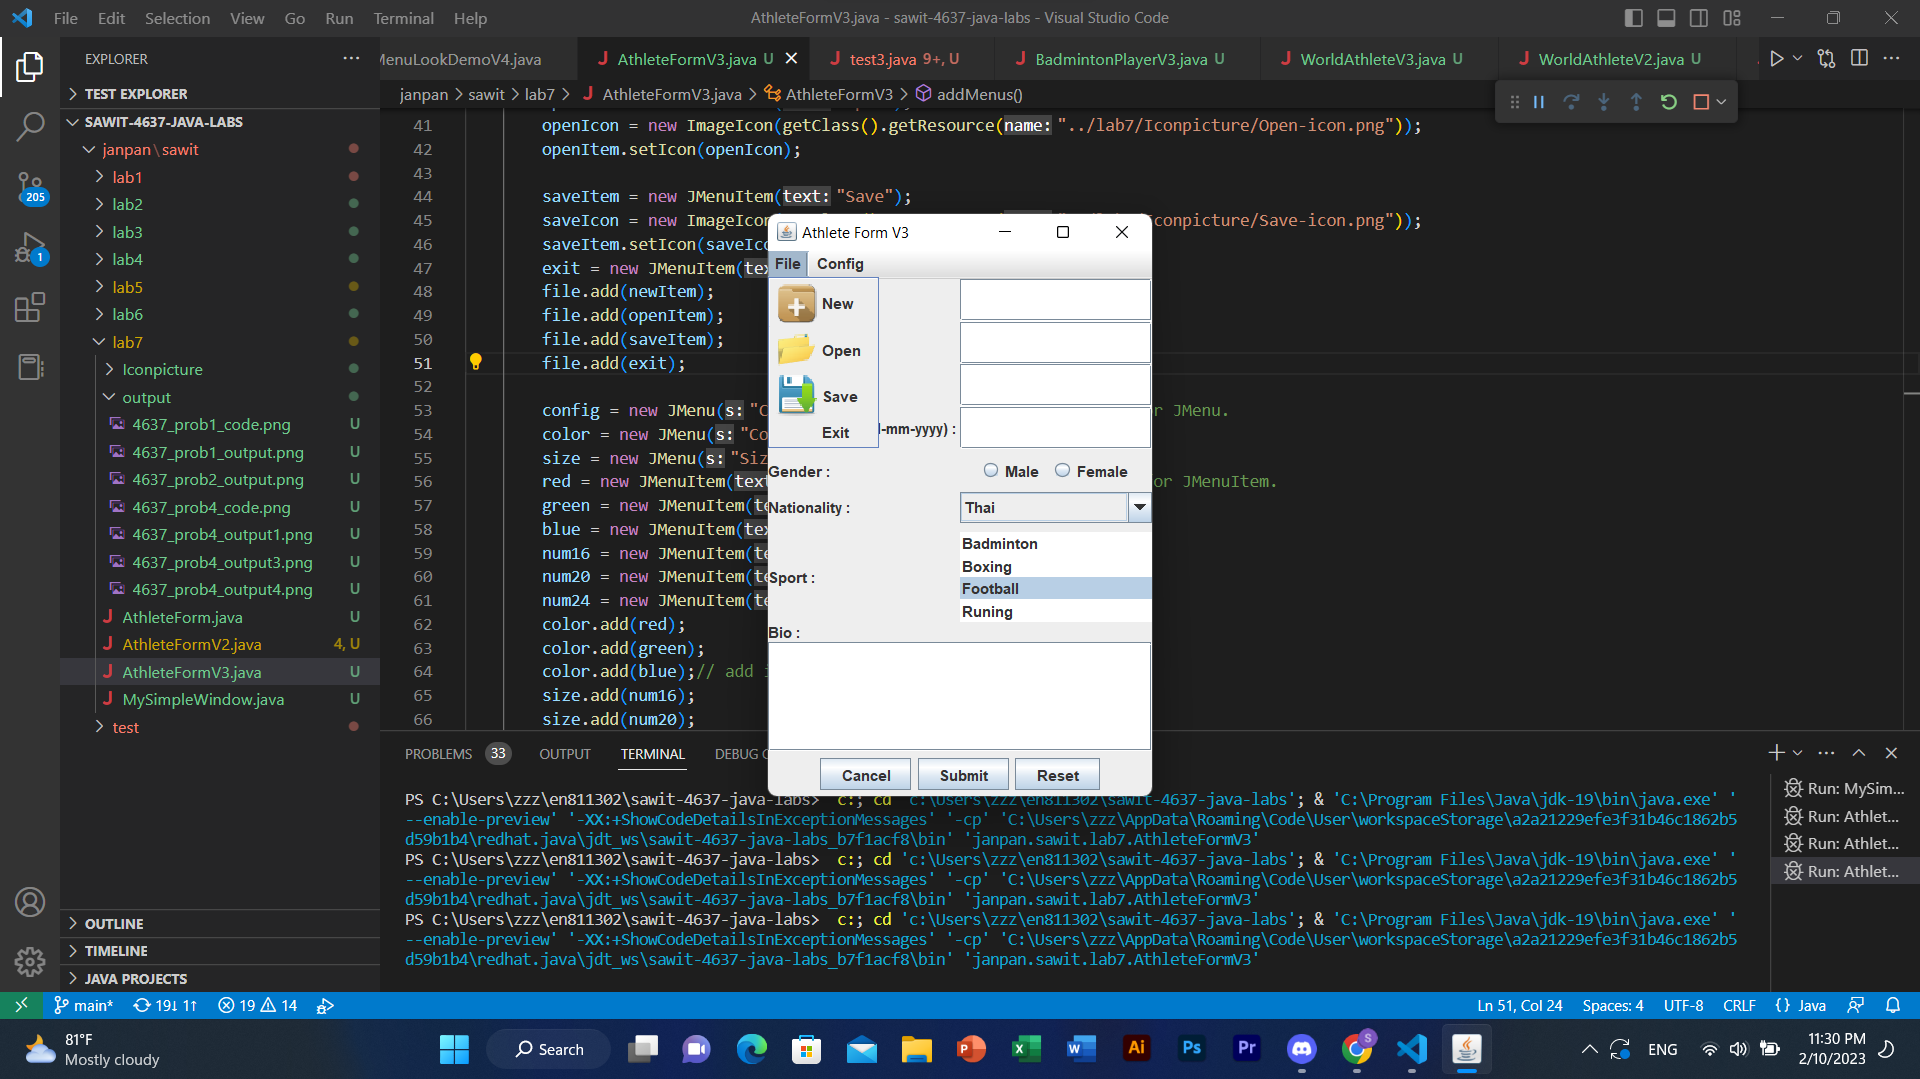 File Edit Selection View Go Run Terminal Help
AthleteFormV3.java - sawit-4637-java-labs - Visual Studio Code
EXPLORER
MenuLookDemoV4.java
AthleteFormV3.java U
test3.java 9+, U
BadmintonPlayerV3.java U
WorldAthleteV3.java U
WorldAthleteV2.java U
janpan > sawit > lab7 > AthleteFormV3.java > AthleteFormV3 > addMenus()
TEST EXPLORER
SAWIT-4637-JAVA-LABS
janpan\sawit
lab1
lab2
lab3
lab4
lab5
lab6
lab7
Iconpicture
output
4637_prob1_code.png U
4637_prob1_output.png U
4637_prob2_output.png U
4637_prob4_code.png U
4637_prob4_output1.png U
4637_prob4_output3.png U
4637_prob4_output4.png U
AthleteForm.java U
AthleteFormV2.java 4, U
AthleteFormV3.java U
MySimpleWindow.java U
test
OUTLINE
TIMELINE
JAVA PROJECTS
205
1
41 openIcon = new ImageIcon(getClass().getResource(name: "../lab7/Iconpicture/Open-icon.png"));
42 openItem.setIcon(openIcon);
43
44 saveItem = new JMenuItem(text: "Save");
45 saveIcon = new ImageIcon Iconpicture/Save-icon.png"));
46 saveItem.setIcon(saveIco
47 exit = new JMenuItem(tex
48 file.add(newItem);
49 file.add(openItem);
50 file.add(saveItem);
51 file.add(exit);
52
53 config = new JMenu(s: "C r JMenu.
54 color = new JMenu(s: "Co
55 size = new JMenu(s: "Siz
56 red = new JMenuItem(text or JMenuItem.
57 green = new JMenuItem(te
58 blue = new JMenuItem(tex
59 num16 = new JMenuItem(te
60 num20 = new JMenuItem(te
61 num24 = new JMenuItem(te
62 color.add(red);
63 color.add(green);
64 color.add(blue);// add i
65 size.add(num16);
66 size.add(num20);
Athlete Form V3
File Config
New
Open
Save
Exit
-mm-yyyy) :
Gender : Male Female
Nationality : Thai
Sport :
Badminton
Boxing
Football
Runing
Bio :
Cancel Submit Reset
PROBLEMS 33 OUTPUT TERMINAL DEBUG C
PS C:\Users\zzz\en811302\sawit-4637-java-labs> c:; cd 'c:\Users\zzz\en811302\sawit-4637-java-labs'; & 'C:\Program Files\Java\jdk-19\bin\java.exe' '
--enable-preview' '-XX:+ShowCodeDetailsInExceptionMessages' '-cp' 'C:\Users\zzz\AppData\Roaming\Code\User\workspaceStorage\a2a21229efe3f31b46c1862b5
d59b1b4\redhat.java\jdt_ws\sawit-4637-java-labs_b7f1acf8\bin' 'janpan.sawit.lab7.AthleteFormV3'
PS C:\Users\zzz\en811302\sawit-4637-java-labs> c:; cd 'c:\Users\zzz\en811302\sawit-4637-java-labs'; & 'C:\Program Files\Java\jdk-19\bin\java.exe' '
--enable-preview' '-XX:+ShowCodeDetailsInExceptionMessages' '-cp' 'C:\Users\zzz\AppData\Roaming\Code\User\workspaceStorage\a2a21229efe3f31b46c1862b5
d59b1b4\redhat.java\jdt_ws\sawit-4637-java-labs_b7f1acf8\bin' 'janpan.sawit.lab7.AthleteFormV3'
PS C:\Users\zzz\en811302\sawit-4637-java-labs> c:; cd 'c:\Users\zzz\en811302\sawit-4637-java-labs'; & 'C:\Program Files\Java\jdk-19\bin\java.exe' '
--enable-preview' '-XX:+ShowCodeDetailsInExceptionMessages' '-cp' 'C:\Users\zzz\AppData\Roaming\Code\User\workspaceStorage\a2a21229efe3f31b46c1862b5
d59b1b4\redhat.java\jdt_ws\sawit-4637-java-labs_b7f1acf8\bin' 'janpan.sawit.lab7.AthleteFormV3'
Run: MySim...
Run: Athlet...
Run: Athlet...
Run: Athlet...
main* 19↓ 1↑ 19 14
Ln 51, Col 24 Spaces: 4 UTF-8 CRLF {} Java
81°F
Mostly cloudy
Search
Ai Ps Pr
S
ENG
11:30 PM
2/10/2023